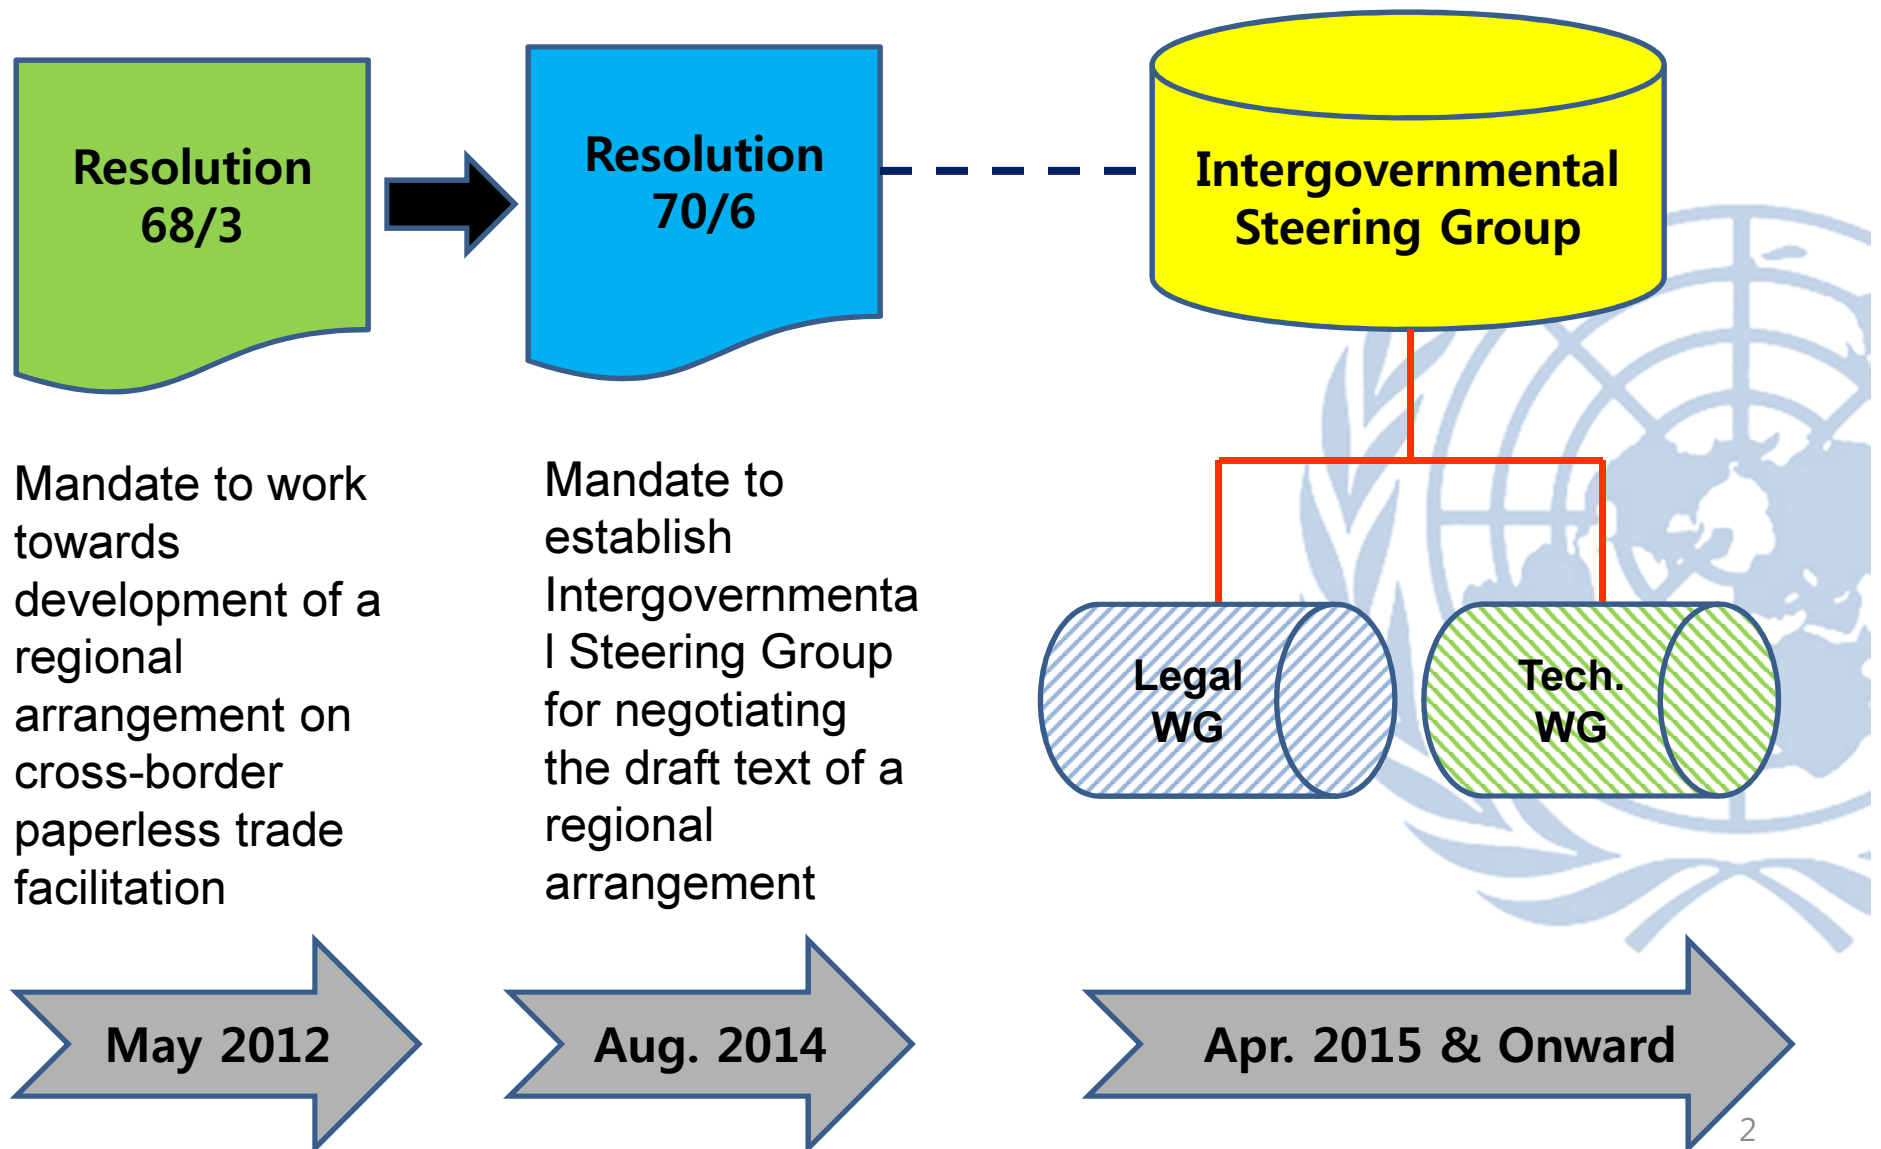 Resolution
68/3
Resolution
70/6
Intergovernmental
Steering Group
Mandate to work
towards
development of a
regional
arrangement on
cross-border
paperless trade
facilitation
Mandate to
establish
Intergovernmenta
l Steering Group
for negotiating
the draft text of a
regional
arrangement
Legal
WG
Tech.
WG
May 2012
Aug. 2014
Apr. 2015 & Onward
2